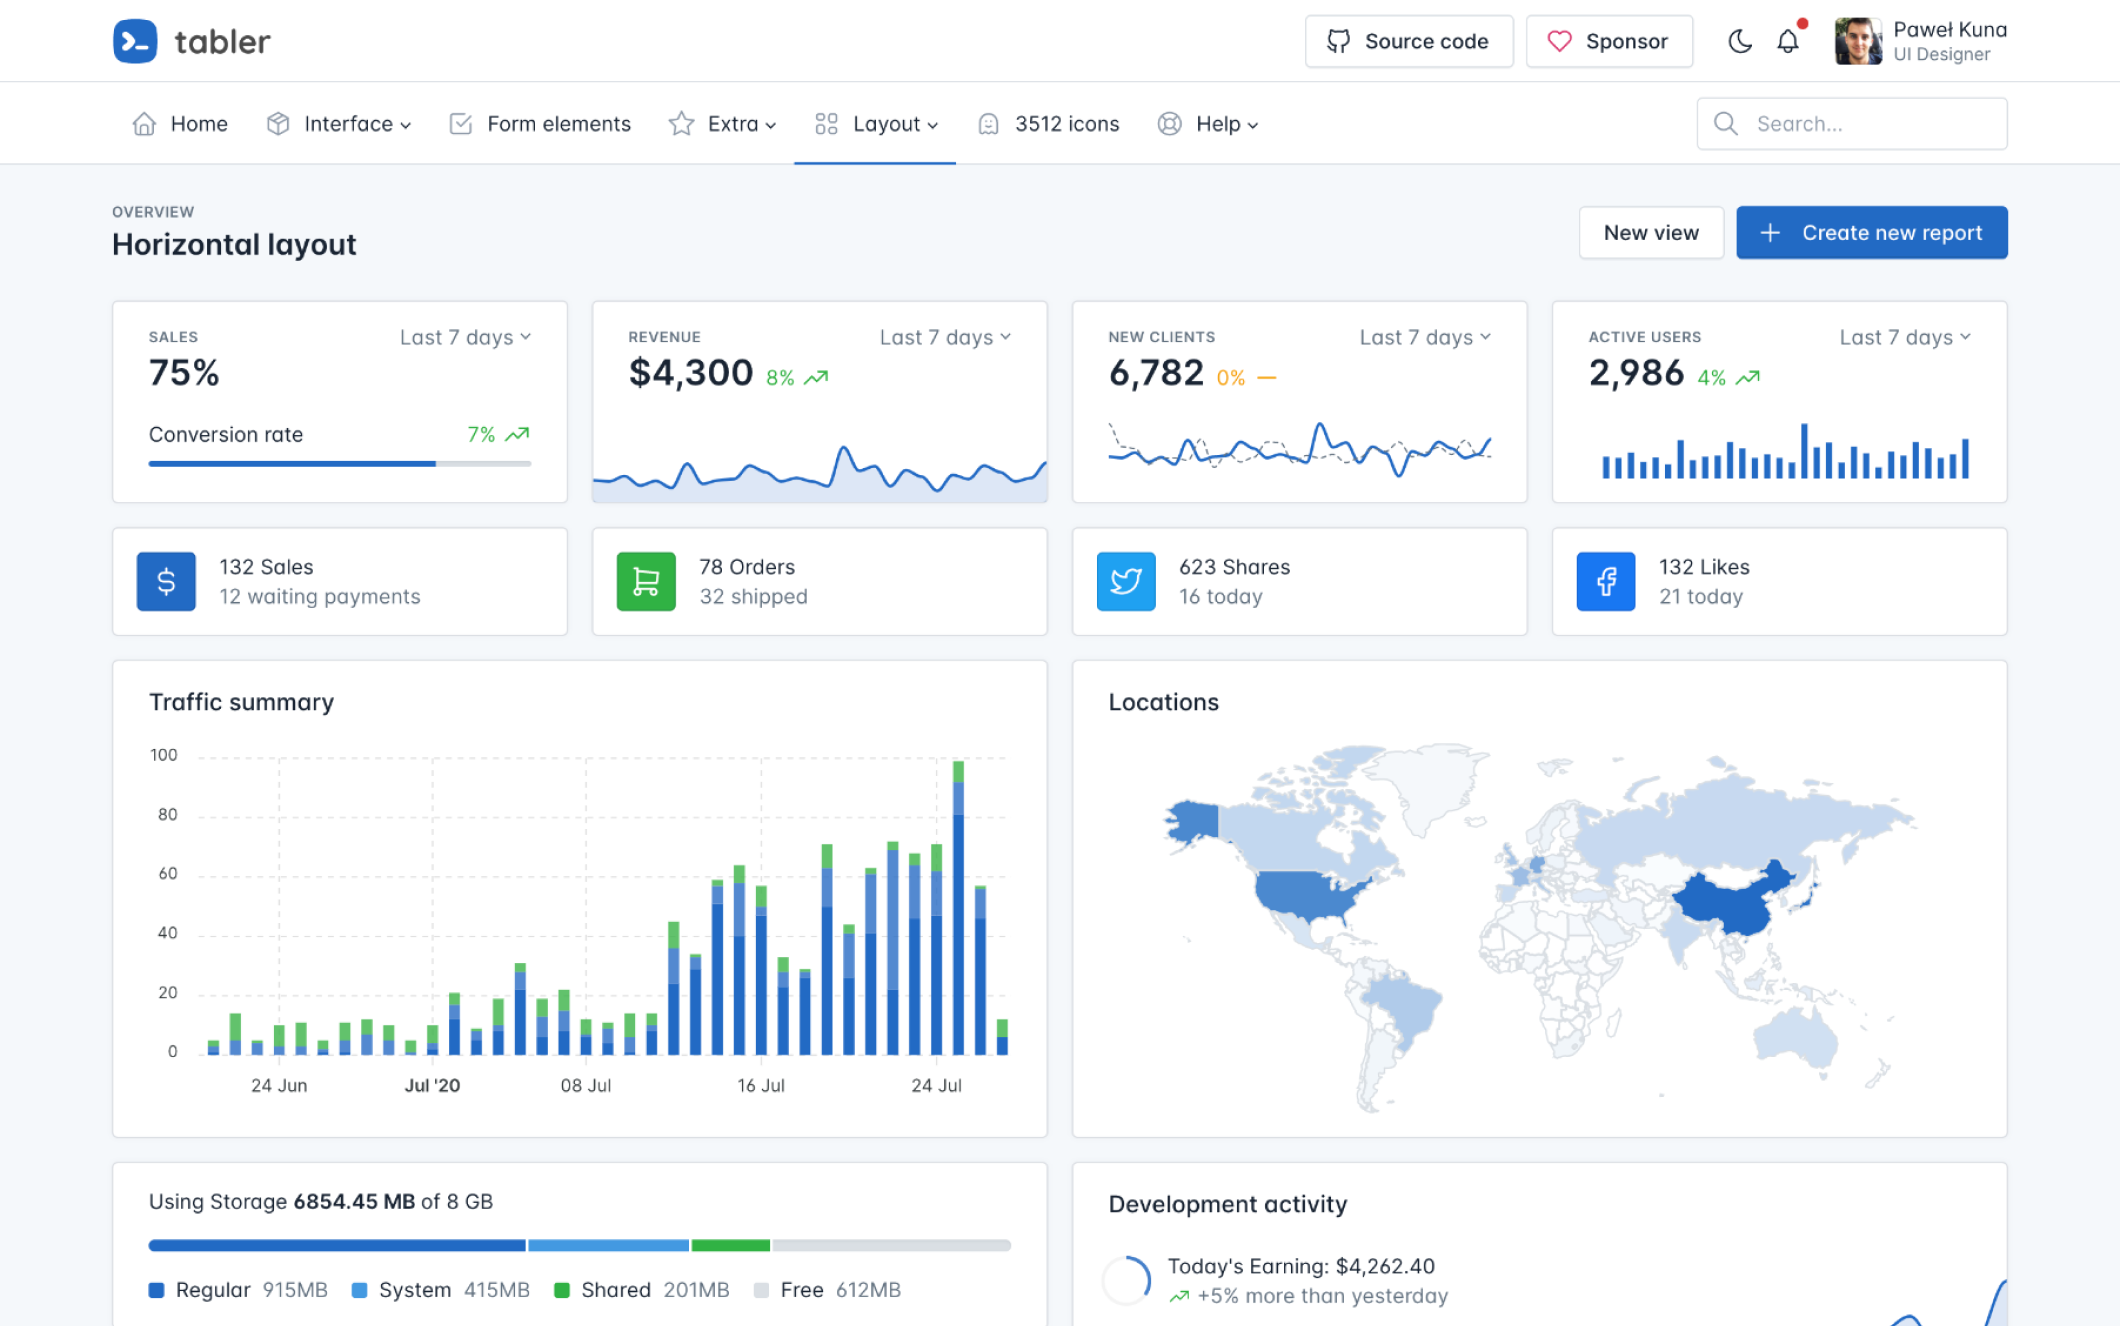 tabler
Source code
Sponsor
Paweł Kuna
UI Designer
Home
Interface
Form elements
Extra
Layout
3512 icons
Help
Search...
OVERVIEW
Horizontal layout
New view
Create new report
SALES
Last 7 days
75%
Conversion rate
7%
REVENUE
Last 7 days
$4,300 8%
NEW CLIENTS
Last 7 days
6,782 0%
ACTIVE USERS
Last 7 days
2,986 4%
$
132 Sales
12 waiting payments
78 Orders
32 shipped
623 Shares
16 today
132 Likes
21 today
Traffic summary
100
80
60
40
20
0
24 Jun
Jul '20
08 Jul
16 Jul
24 Jul
Locations
Using Storage 6854.45 MB of 8 GB
Regular 915MB
System 415MB
Shared 201MB
Free 612MB
Development activity
Today's Earning: $4,262.40
+5% more than yesterday